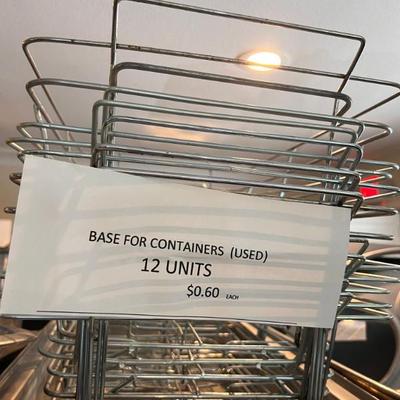 BASE FOR CONTAINERS (USED)
12 UNITS
$0.60 EACH